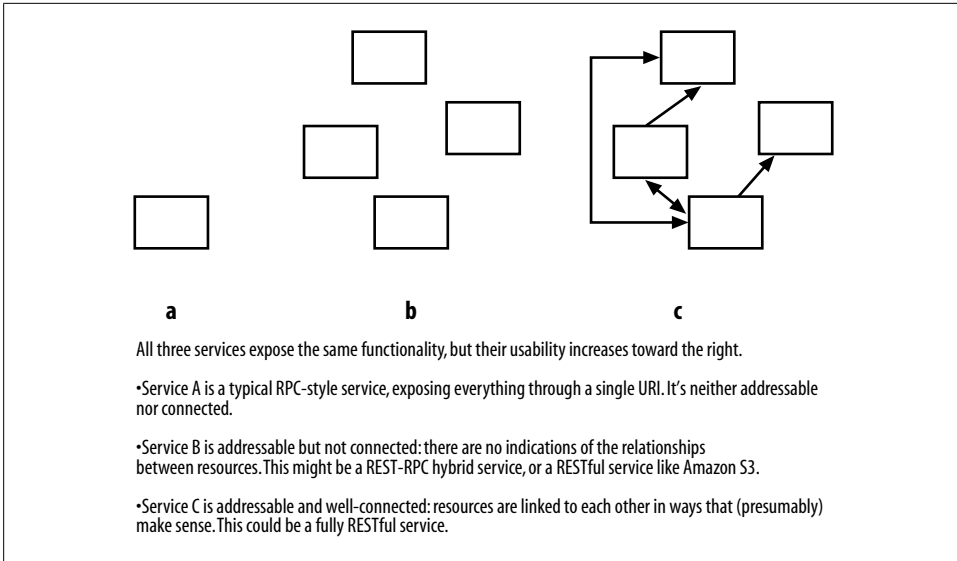 a
b
c
All three services expose the same functionality, but their usability increases toward the right.
•Service A is a typical RPC-style service, exposing everything through a single URI. It's neither addressable
nor connected.
•Service B is addressable but not connected: there are no indications of the relationships
between resources. This might be a REST-RPC hybrid service, or a RESTful service like Amazon S3.
•Service C is addressable and well-connected: resources are linked to each other in ways that (presumably)
make sense. This could be a fully RESTful service.